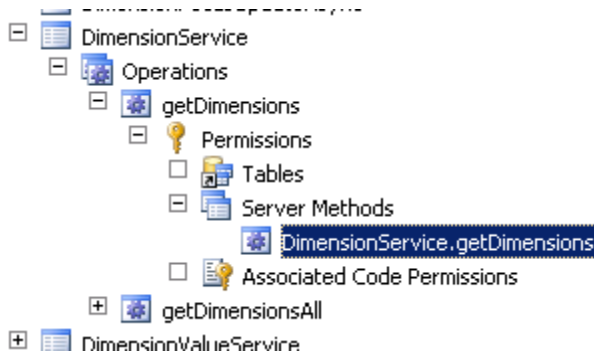 DimensionService
Operations
getDimensions
Permissions
Tables
Server Methods
DimensionService.getDimensions
Associated Code Permissions
getDimensionsAll
DimensionValueService